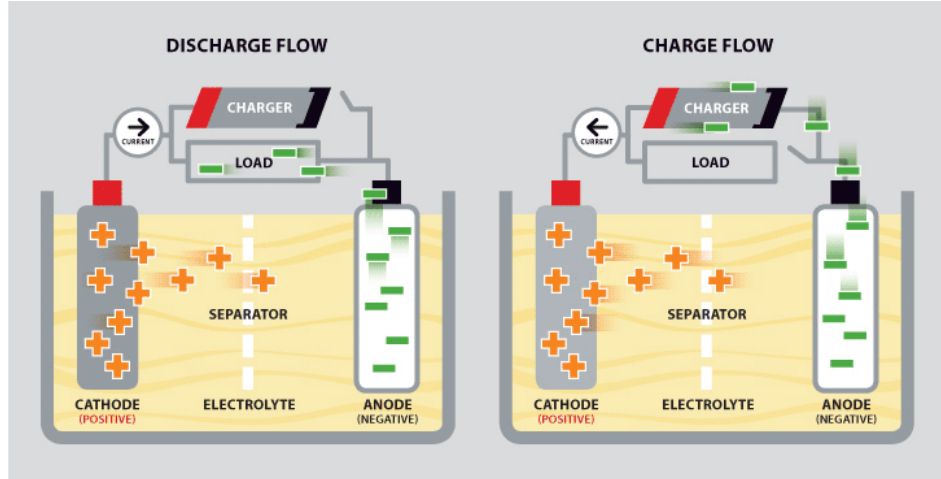 DISCHARGE FLOW
CHARGER
CURRENT
LOAD
SEPARATOR
CATHODE
(POSITIVE)
ELECTROLYTE
ANODE
(NEGATIVE)
CHARGE FLOW
CHARGER
CURRENT
LOAD
SEPARATOR
CATHODE
(POSITIVE)
ELECTROLYTE
ANODE
(NEGATIVE)